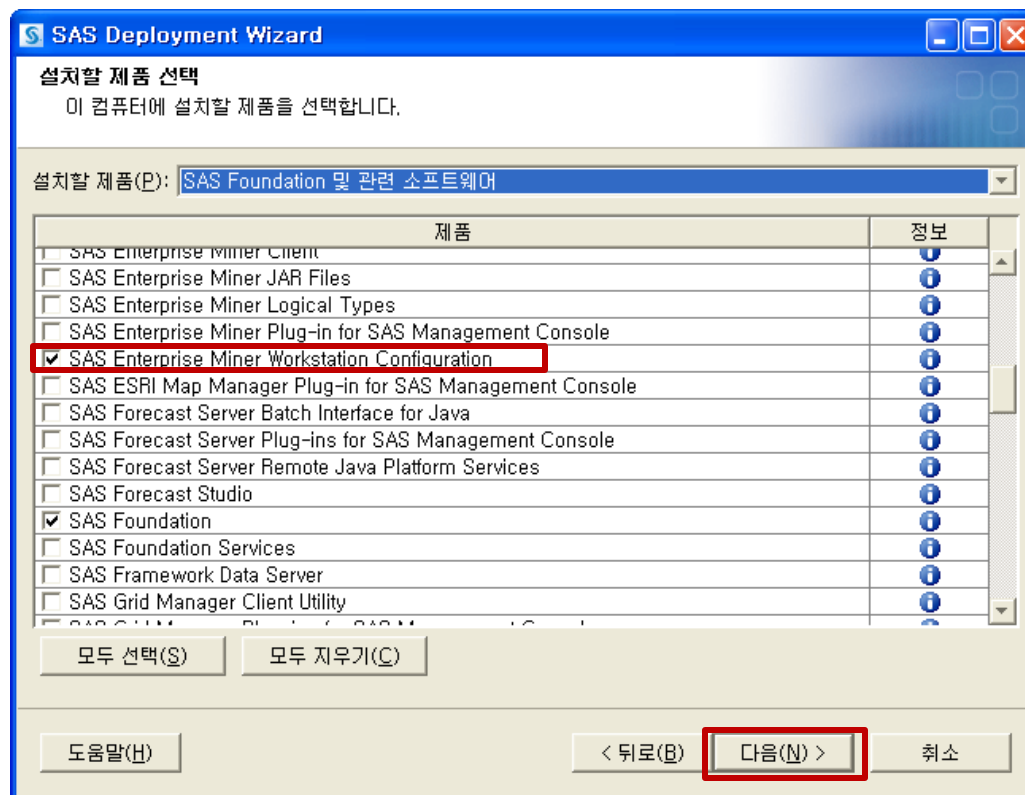 SAS Deployment Wizard
설치할 제품 선택
이 컴퓨터에 설치할 제품을 선택합니다.
설치할 제품(P): SAS Foundation 및 관련 소프트웨어
제품 정보
SAS Enterprise Miner Client
SAS Enterprise Miner JAR Files
SAS Enterprise Miner Logical Types
SAS Enterprise Miner Plug-in for SAS Management Console
SAS Enterprise Miner Workstation Configuration
SAS ESRI Map Manager Plug-in for SAS Management Console
SAS Forecast Server Batch Interface for Java
SAS Forecast Server Plug-ins for SAS Management Console
SAS Forecast Server Remote Java Platform Services
SAS Forecast Studio
SAS Foundation
SAS Foundation Services
SAS Framework Data Server
SAS Grid Manager Client Utility
모두 선택(S) 모두 지우기(C)
도움말(H) < 뒤로(B) 다음(N) > 취소